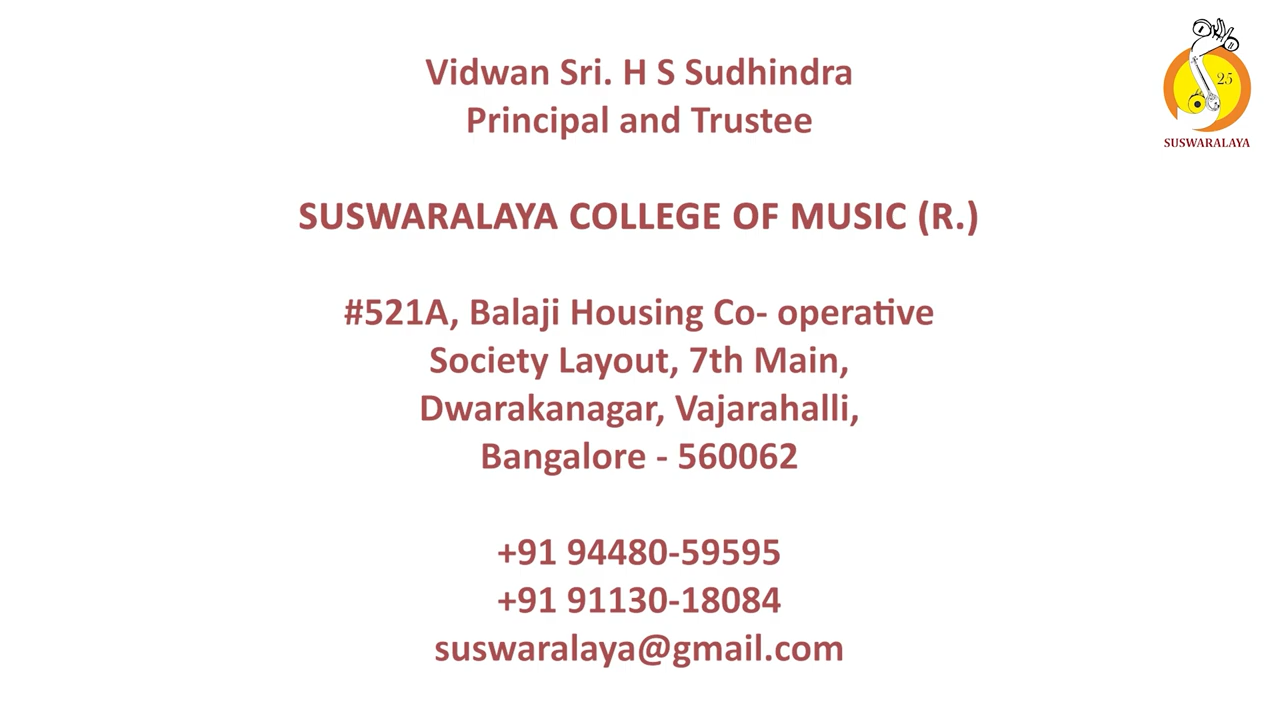 Vidwan Sri. H S Sudhindra
Principal and Trustee
SUSWARALAYA COLLEGE OF MUSIC (R.)
#521A, Balaji Housing Co- operative
Society Layout, 7th Main,
Dwarakanagar, Vajarahalli,
Bangalore - 560062
+91 94480-59595
+91 91130-18084
suswaralaya@gmail.com
25
SUSWARALAYA